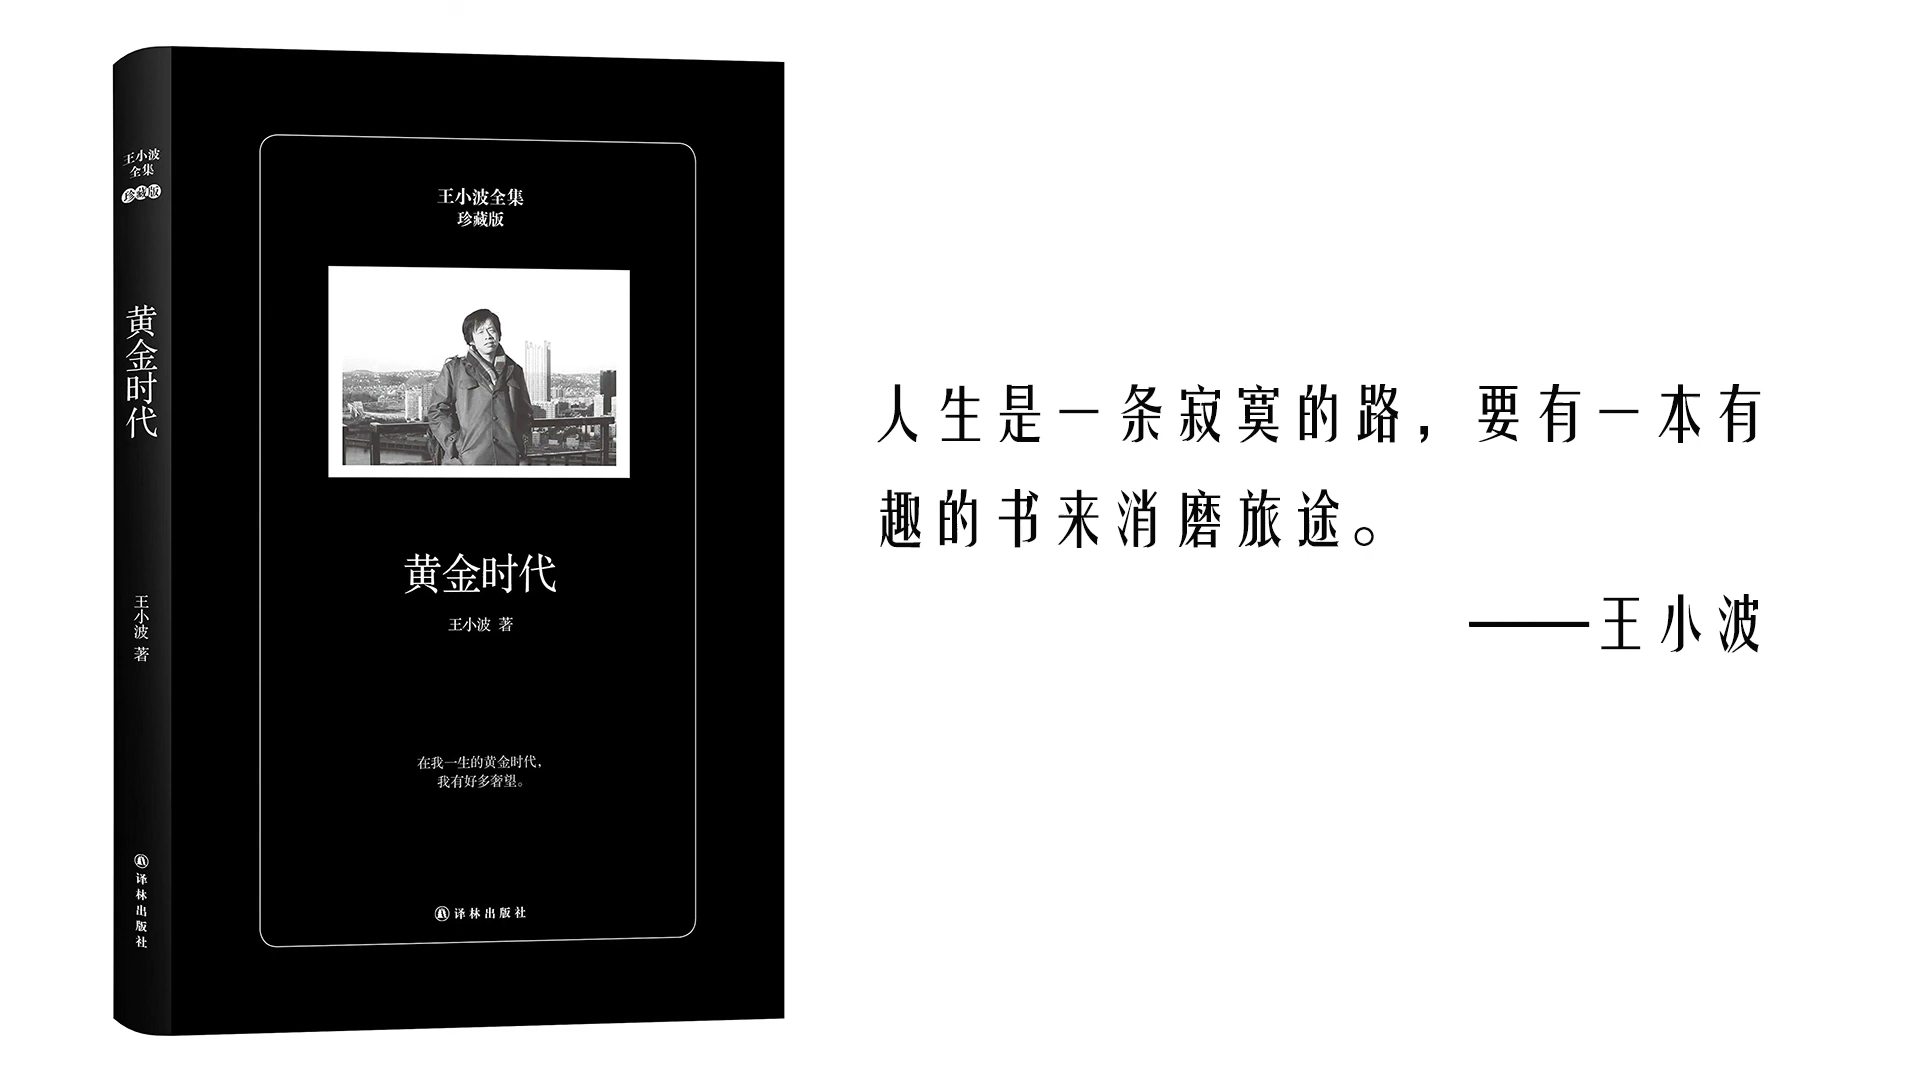 王小波
全集
珍藏版
黄金时代
王小波 著
译林出版社
王小波全集
珍藏版
黄金时代
王小波 著
在我一生的黄金时代，
我有好多奢望。
译林出版社
人生是一条寂寞的路，要有一本有
趣的书来消磨旅途。
——王小波